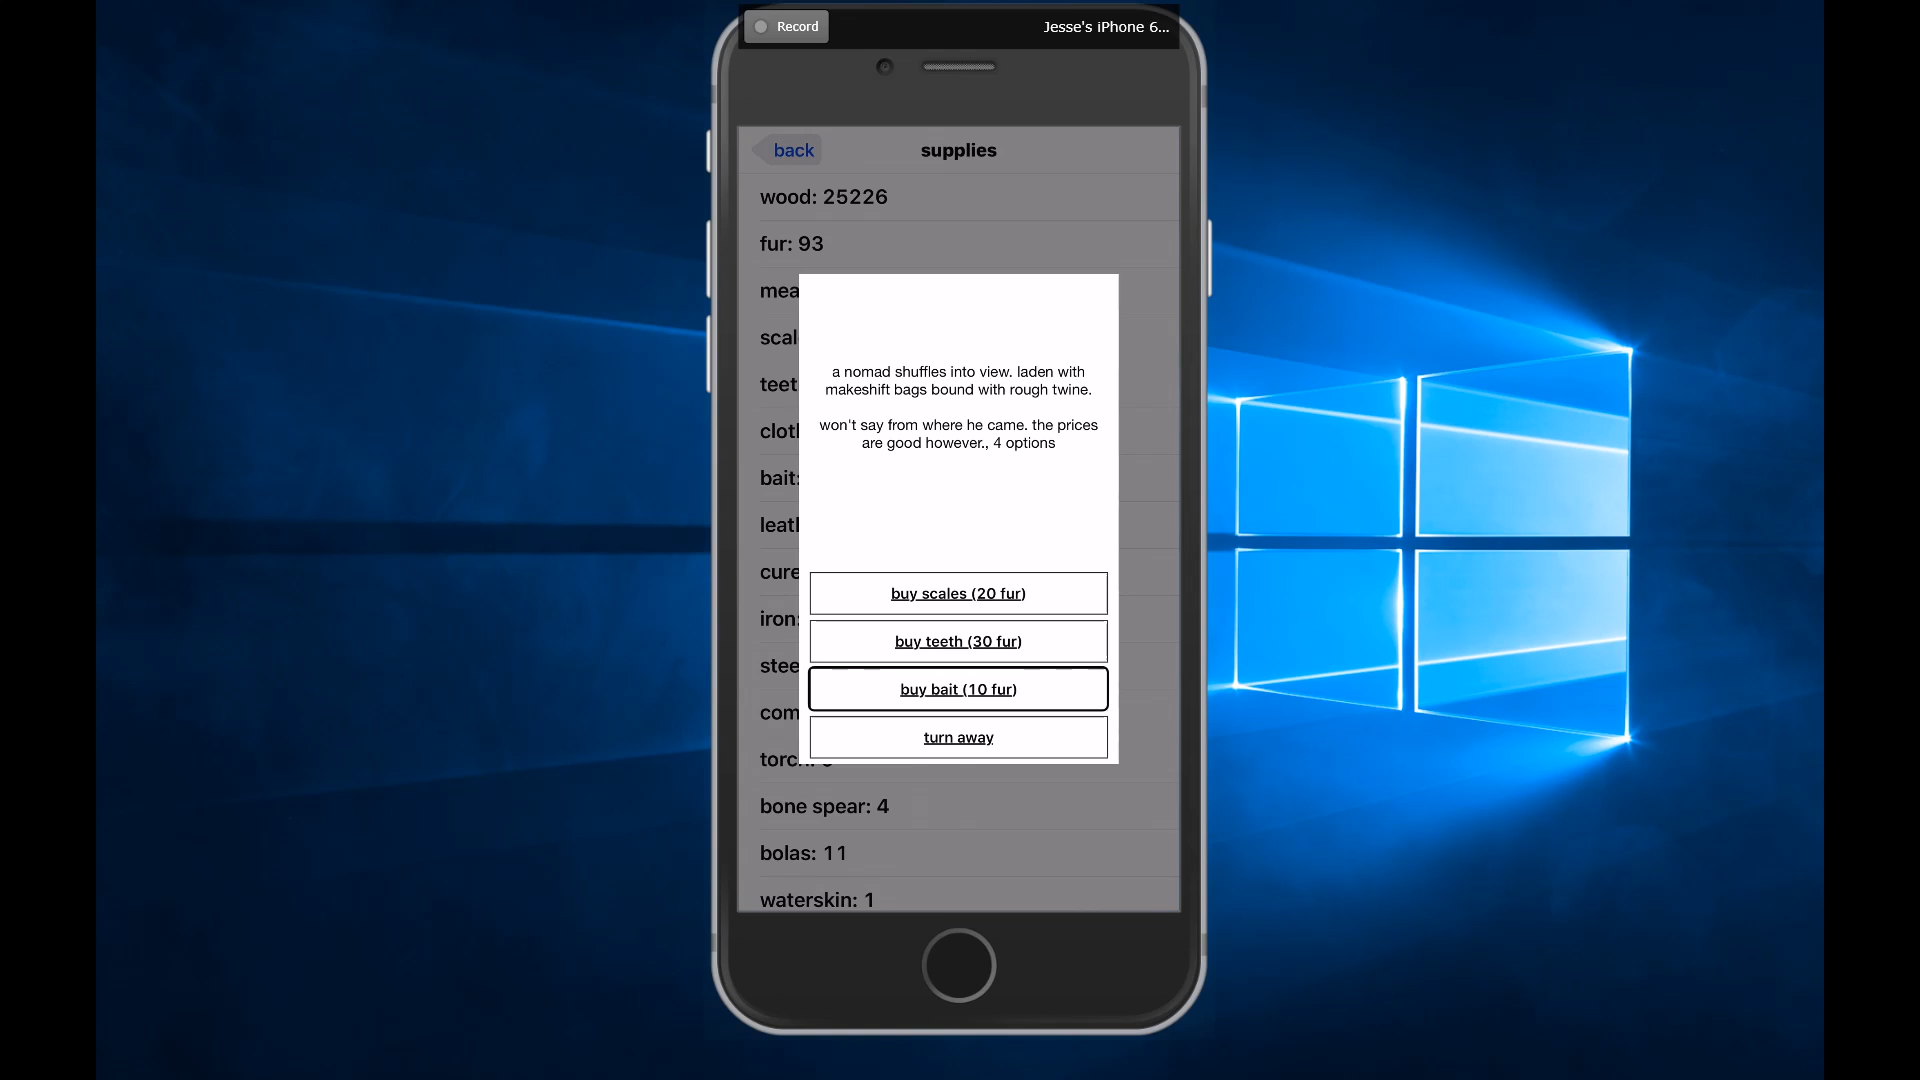 Record
Jesse's iPhone 6...
back
supplies
wood: 25226
fur: 93
mea
scal
teet
clotl
bait:
leatl
cure
iron:
stee
com
torc
bone spear: 4
bolas: 11
waterskin: 1
a nomad shuffles into view. laden with
makeshift bags bound with rough twine.
won't say from where he came. the prices
are good however., 4 options
buy scales (20 fur)
buy teeth (30 fur)
buy bait (10 fur)
turn away